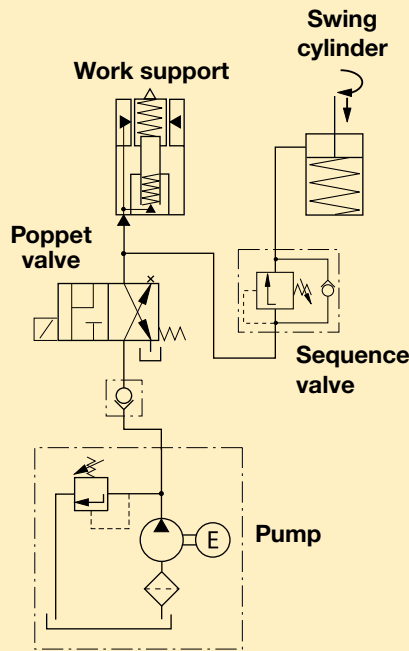 Swing
cylinder
Work support
Poppet
valve
Sequence
valve
Pump
E